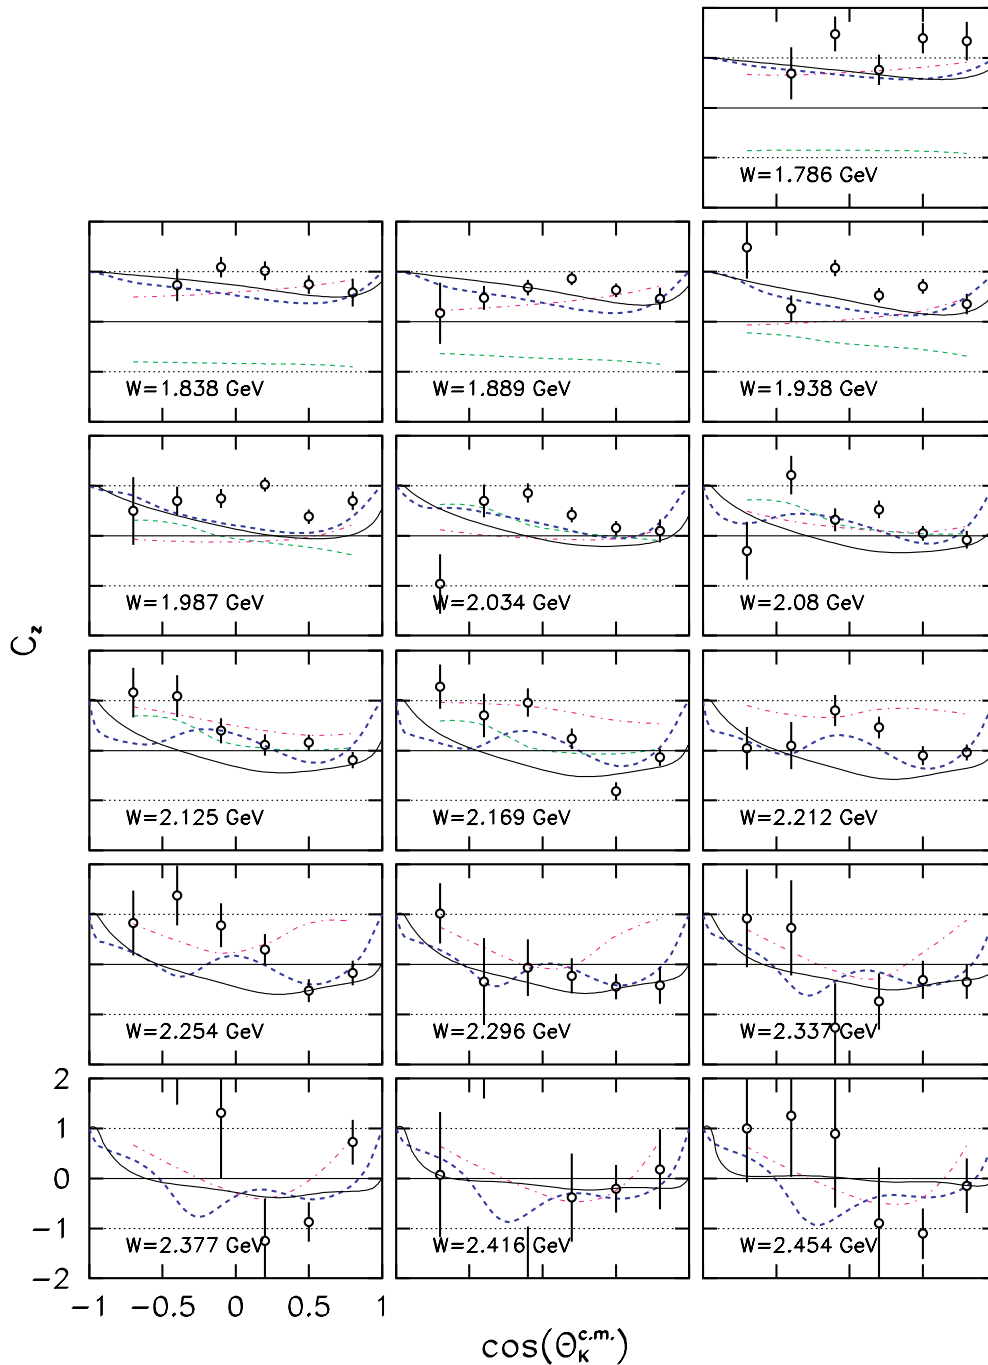 W=1.786 GeV
W=1.838 GeV
W=1.889 GeV
W=1.938 GeV
W=1.987 GeV
W=2.034 GeV
W=2.08 GeV
C_z
W=2.125 GeV
W=2.169 GeV
W=2.212 GeV
W=2.254 GeV
W=2.296 GeV
W=2.337 GeV
2
1
0
−1
−2
W=2.377 GeV
W=2.416 GeV
W=2.454 GeV
−1 −0.5 0 0.5 1
cos(Θ_K^c.m.)